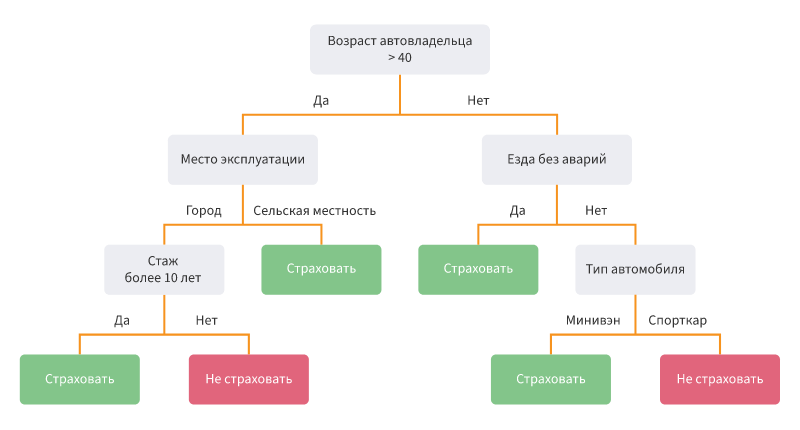 Возраст автовладельца
> 40
Да
Нет
Место эксплуатации
Езда без аварий
Город
Сельская местность
Да
Нет
Стаж
более 10 лет
Страховать
Страховать
Тип автомобиля
Да
Нет
Минивэн
Спорткар
Страховать
Не страховать
Страховать
Не страховать